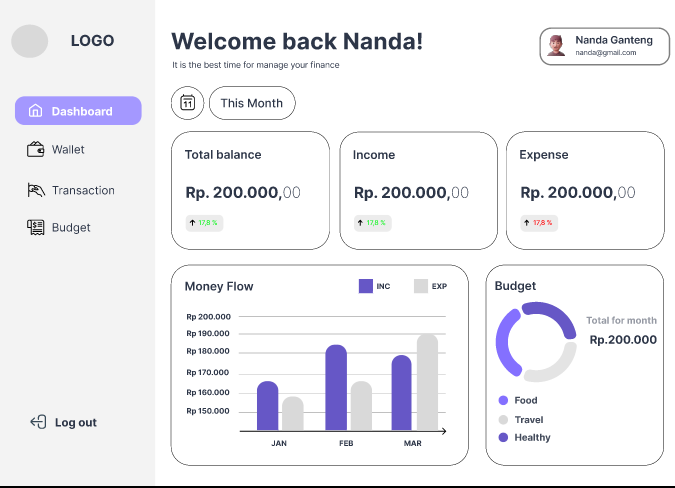 LOGO
Dashboard
Wallet
Transaction
Budget
Log out
Welcome back Nanda!
It is the best time for manage your finance
Nanda Ganteng
nanda@gmail.com
11
This Month
Total balance
Rp. 200.000,00
17,8 %
Income
Rp. 200.000,00
17,8 %
Expense
Rp. 200.000,00
17,8 %
Money Flow
INC
EXP
Rp 200.000
Rp 190.000
Rp 180.000
Rp 170.000
Rp 160.000
Rp 150.000
JAN
FEB
MAR
Budget
Total for month
Rp.200.000
Food
Travel
Healthy